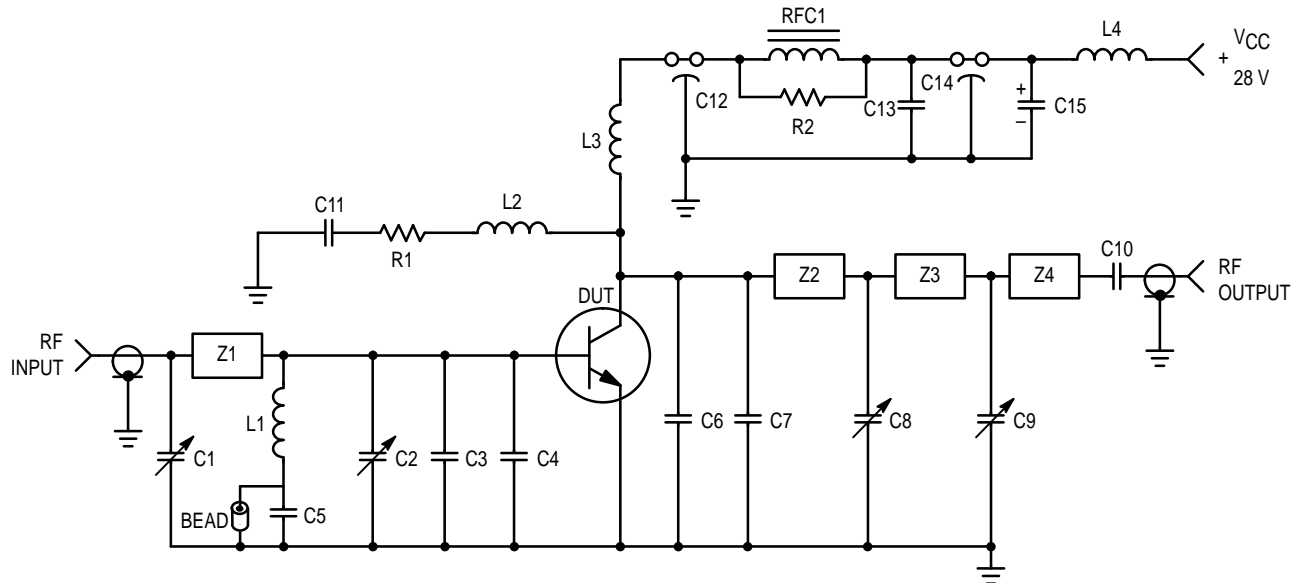 RFC1
L4
VCC
+
28 V
C12
R2
C13
C14
+
–
C15
L3
C11
L2
R1
C10
Z2
Z3
Z4
RF
OUTPUT
DUT
RF
INPUT
Z1
L1
C1
C2
C3
C4
C6
C7
C8
C9
BEAD
C5